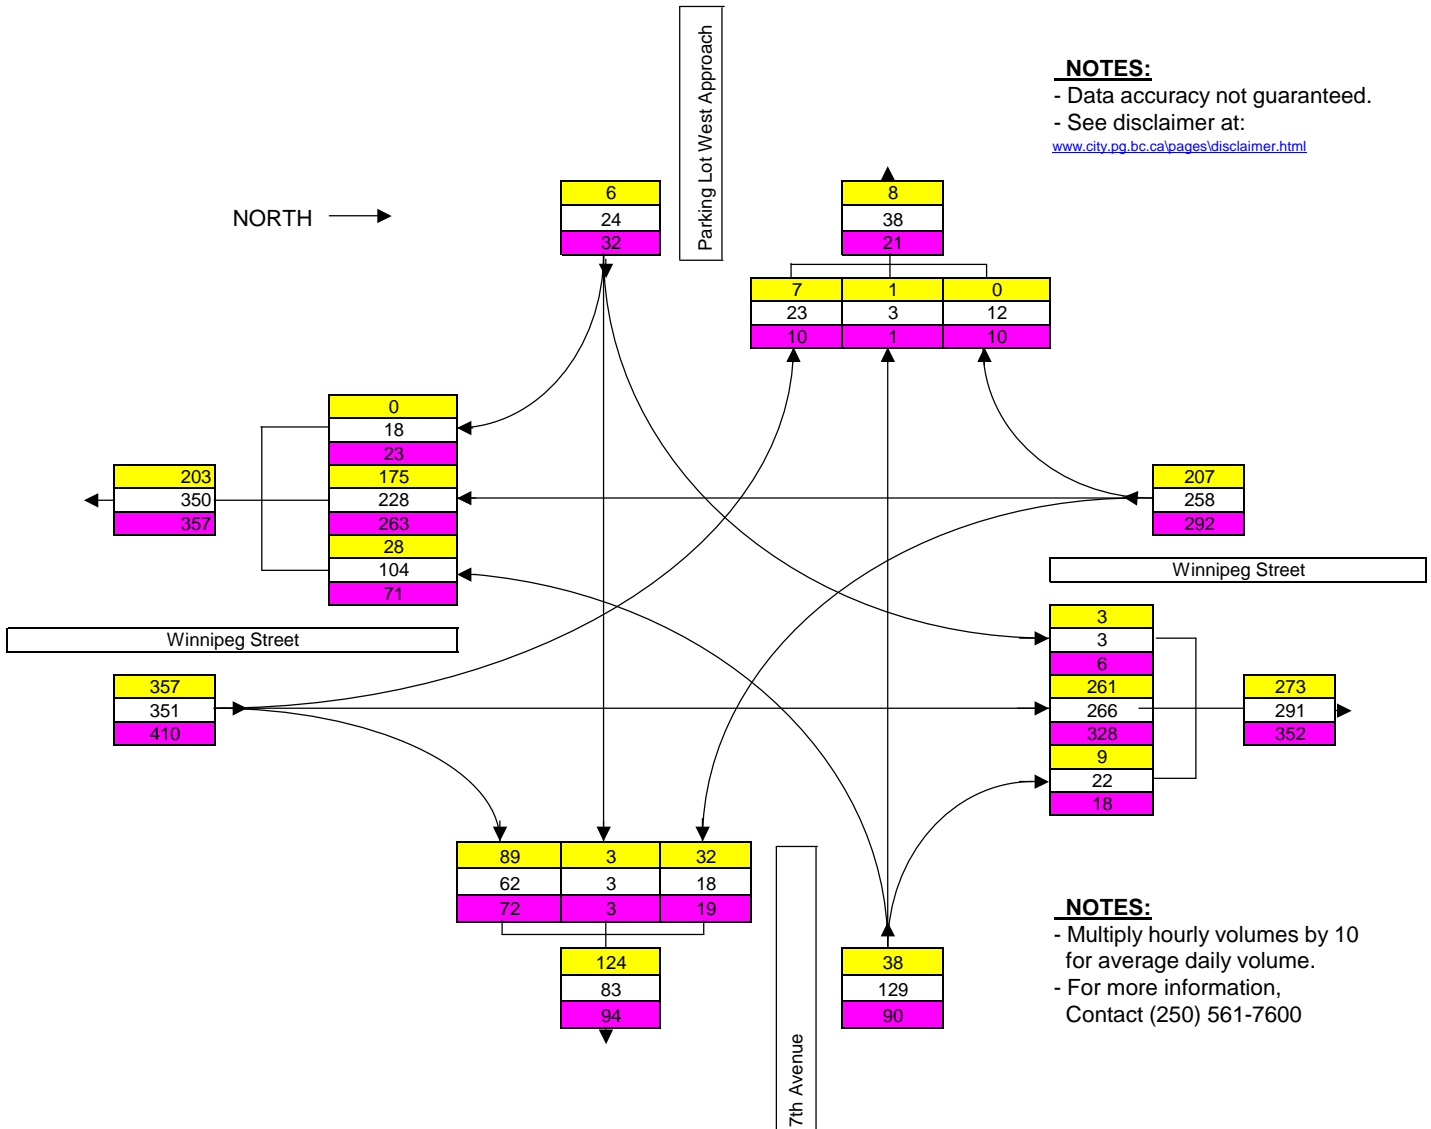 Parking Lot West Approach
NOTES:
- Data accuracy not guaranteed.
- See disclaimer at:
www.city.pg.bc.ca\pages\disclaimer.html
NORTH
6
24
32
8
38
21
7 1 0
23 3 12
10 1 10
0
18
23
175
228
263
28
104
71
203
350
357
207
258
292
Winnipeg Street
Winnipeg Street
3
3
6
261
266
328
9
22
18
273
291
352
357
351
410
89 3 32
62 3 18
72 3 19
124
83
94
38
129
90
7th Avenue
NOTES:
- Multiply hourly volumes by 10
for average daily volume.
- For more information,
Contact (250) 561-7600